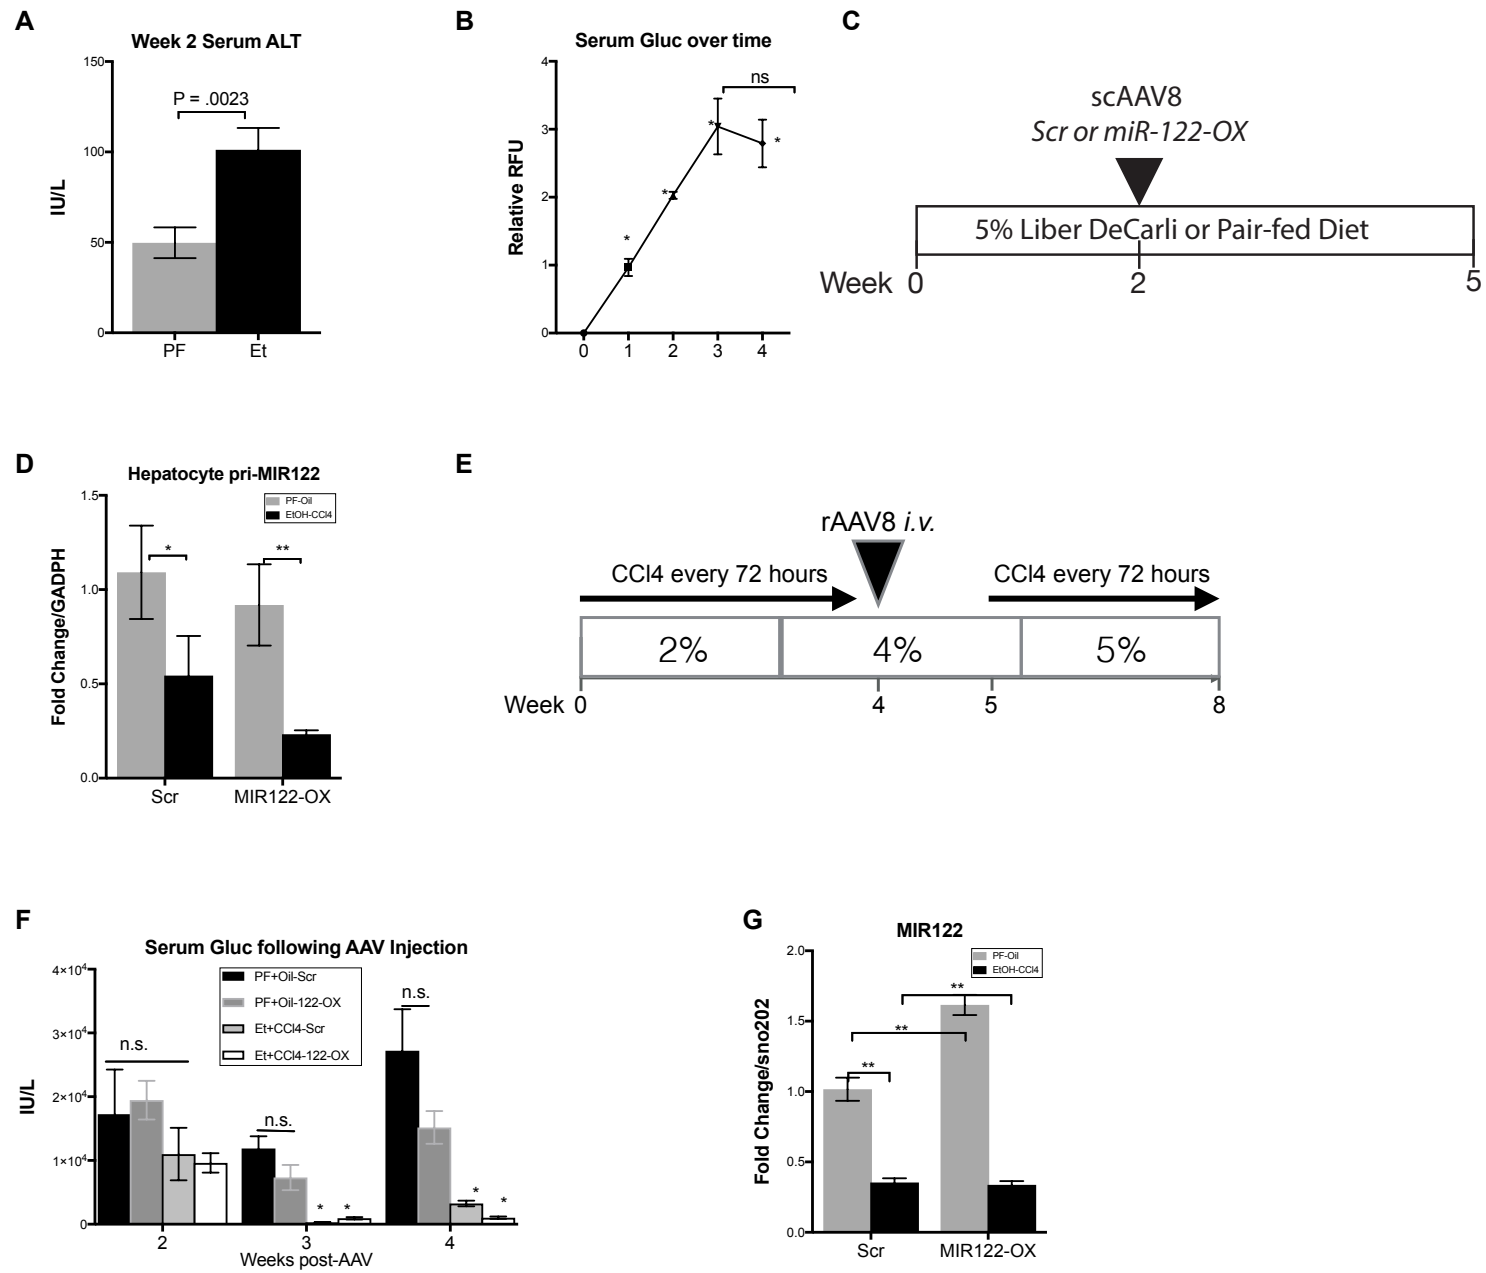 A
Week 2 Serum ALT
150
100
50
0
IU/L
P = .0023
PF
Et
B
Serum Gluc over time
4
3
2
1
0
Relative RFU
ns
*
*
*
*
0 1 2 3 4
C
scAAV8
Scr or miR-122-OX
5% Liber DeCarli or Pair-fed Diet
Week 0 2 5
D
Hepatocyte pri-MIR122
1.5
1.0
0.5
0.0
Fold Change/GADPH
PF-Oil
EtOH-CCl4
*
**
Scr
MIR122-OX
E
rAAV8 i.v.
CCl4 every 72 hours
CCl4 every 72 hours
2% 4% 5%
Week 0 4 5 8
F
Serum Gluc following AAV Injection
4×10⁴
3×10⁴
2×10⁴
1×10⁴
0
IU/L
PF+Oil-Scr
PF+Oil-122-OX
Et+CCl4-Scr
Et+CCl4-122-OX
n.s.
n.s.
n.s.
* *
* *
2 3 4
Weeks post-AAV
G
MIR122
2.0
1.5
1.0
0.5
0.0
Fold Change/sno202
PF-Oil
EtOH-CCl4
**
**
**
Scr
MIR122-OX